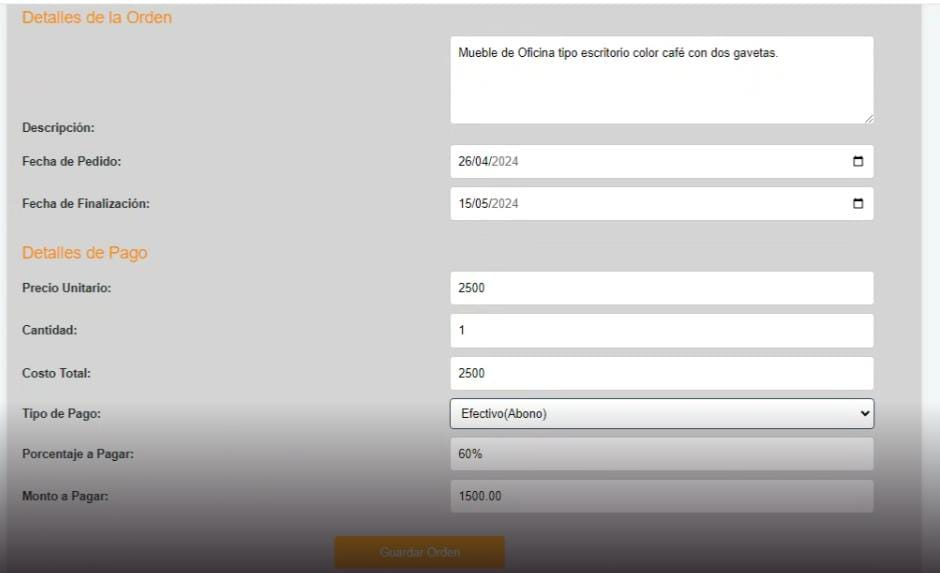 Detalles de la Orden
Mueble de Oficina tipo escritorio color café con dos gavetas.
Descripción:
Fecha de Pedido: 26/04/2024
Fecha de Finalización: 15/05/2024
Detalles de Pago
Precio Unitario: 2500
Cantidad: 1
Costo Total: 2500
Tipo de Pago: Efectivo(Abono)
Porcentaje a Pagar: 60%
Monto a Pagar: 1500.00
Guardar Orden